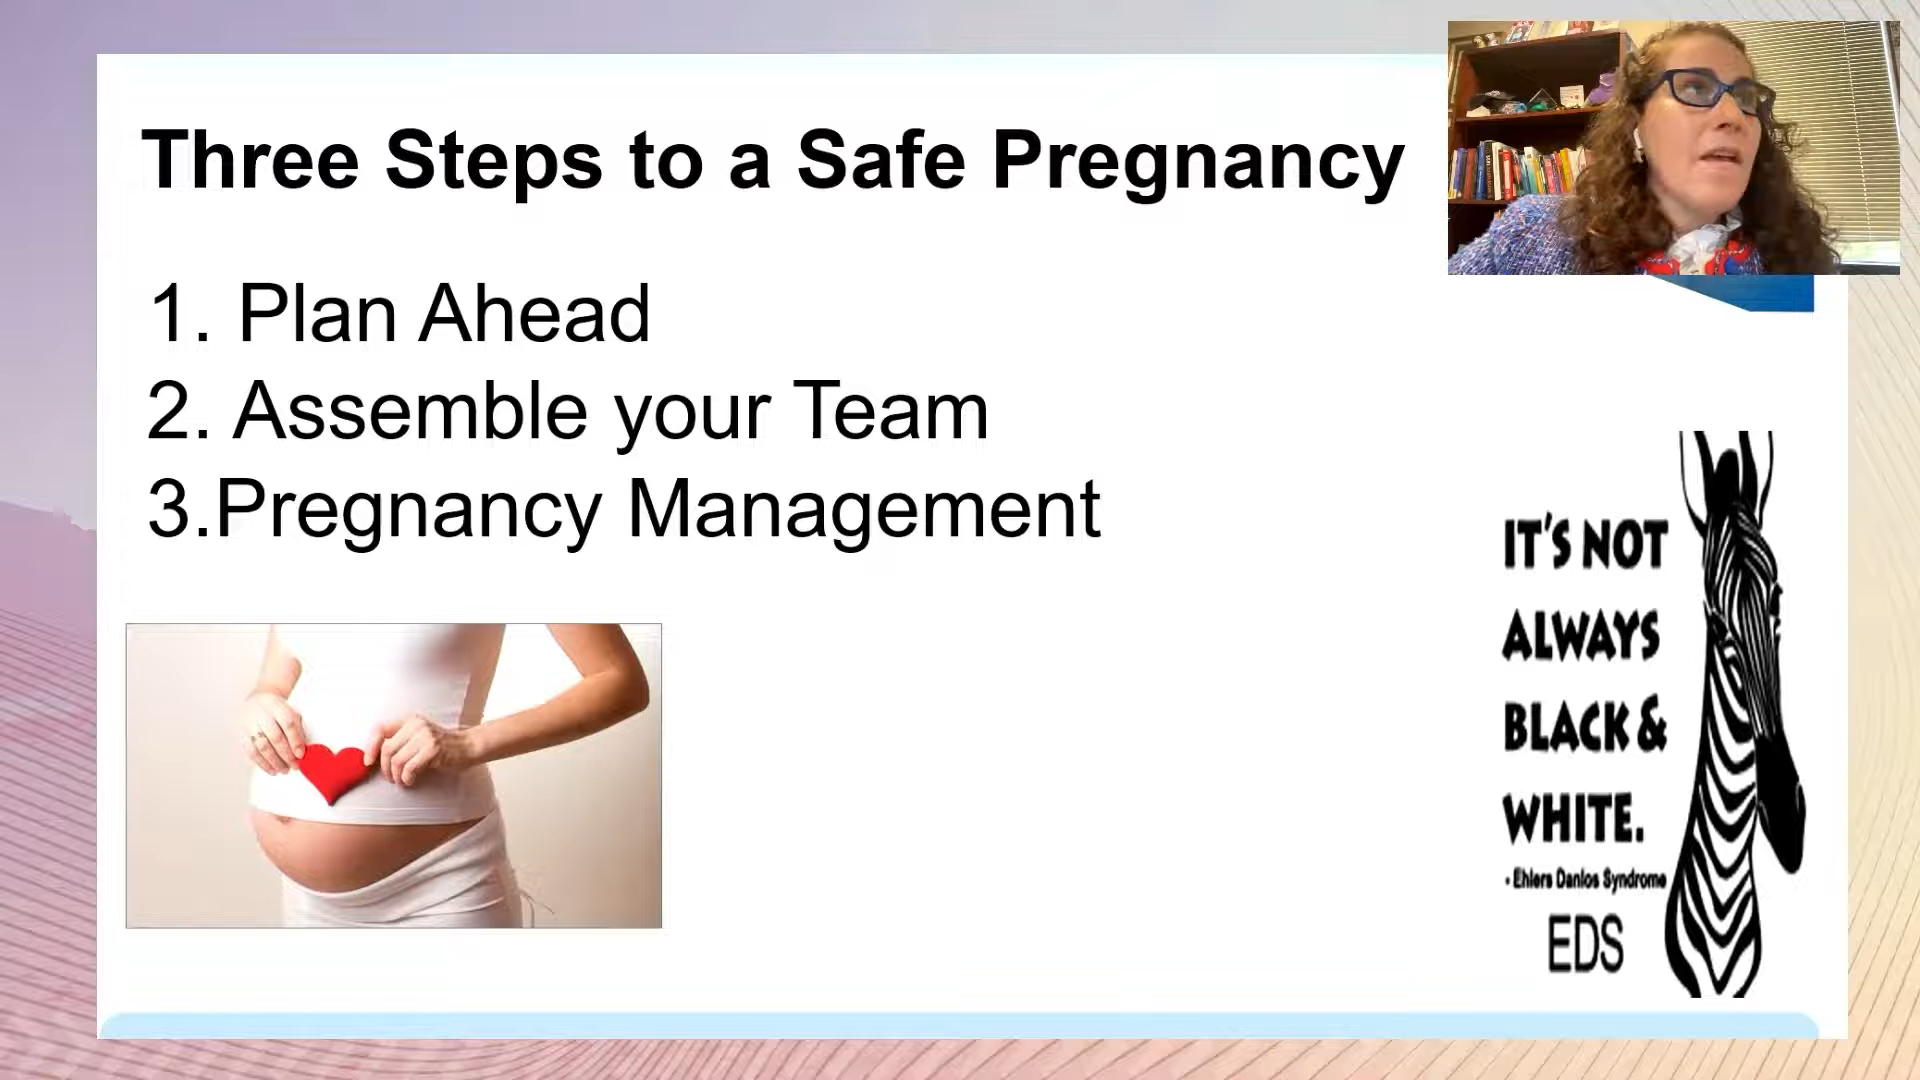 Three Steps to a Safe Pregnancy
1. Plan Ahead
2. Assemble your Team
3.Pregnancy Management
IT'S NOT
ALWAYS
BLACK &
WHITE.
- Ehlers Danlos Syndrome
EDS